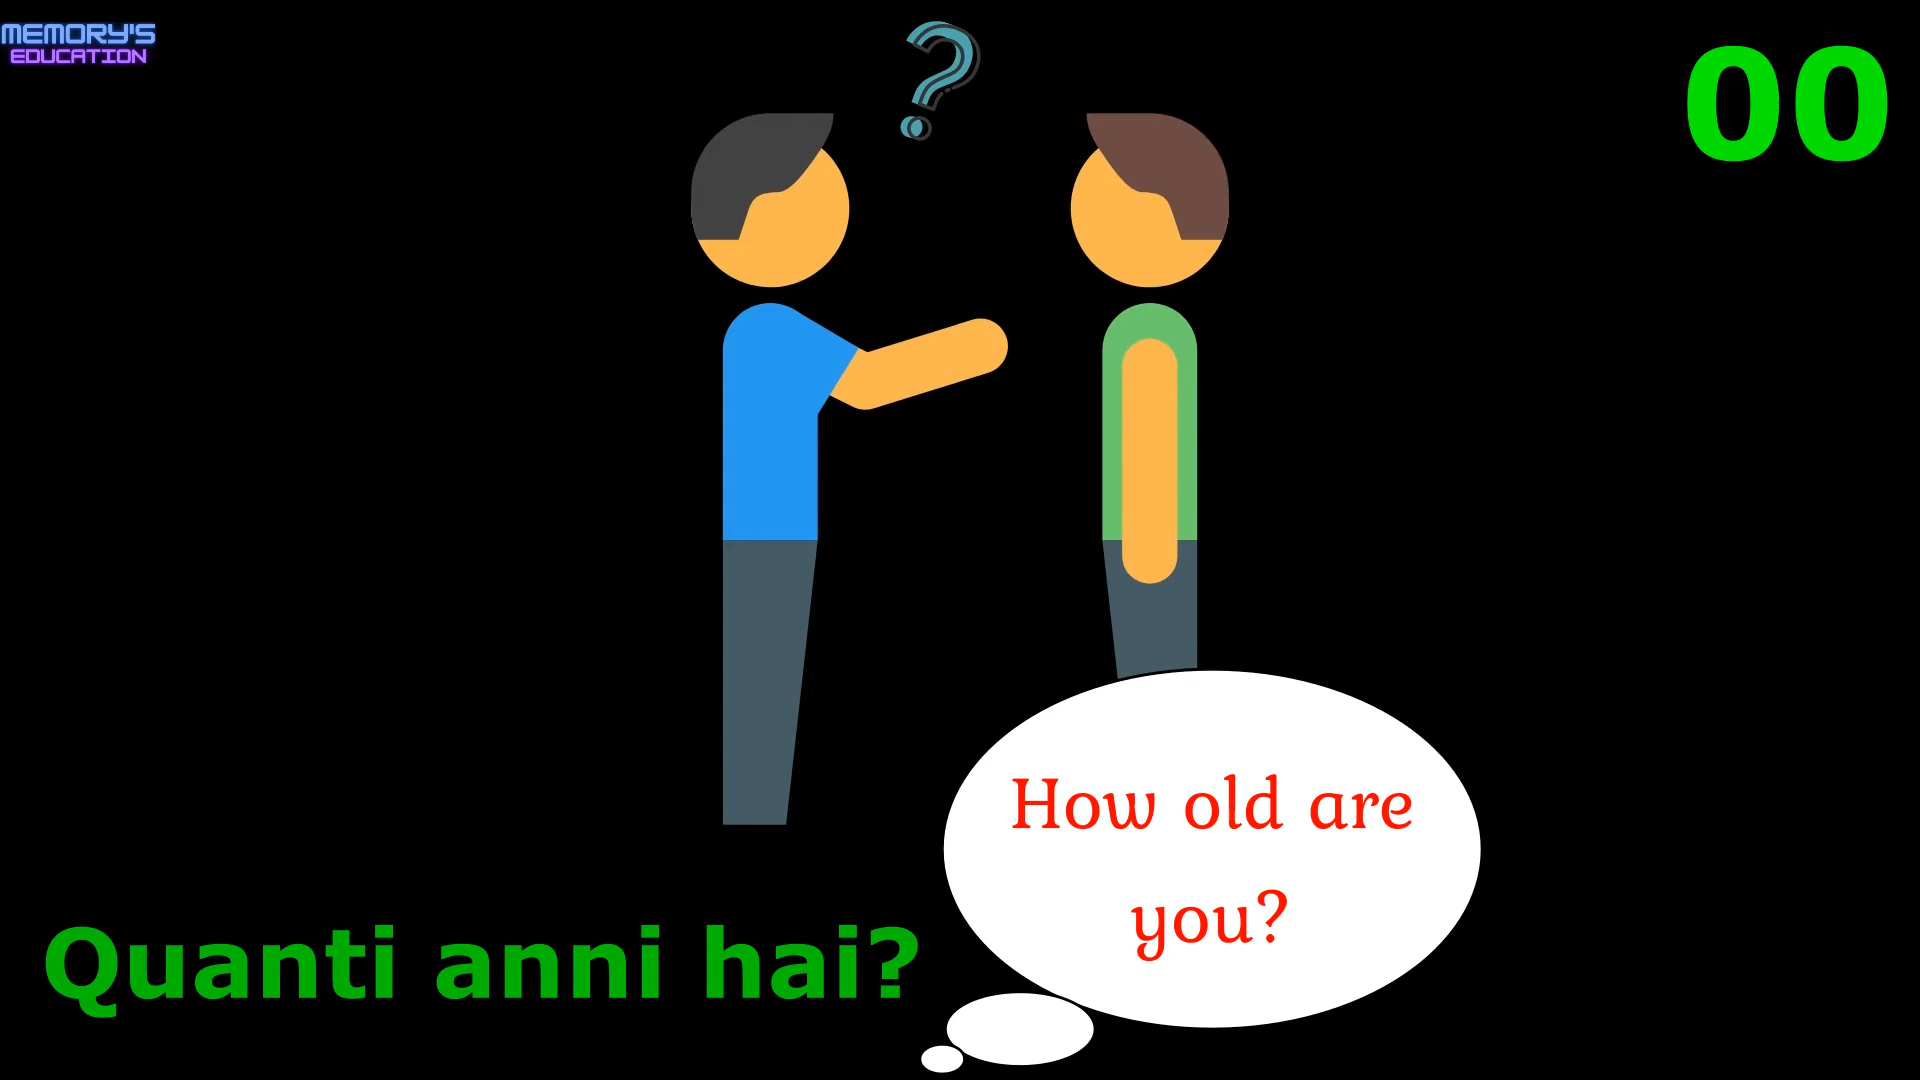 MEMORY'S
EDUCATION
?
00
How old are
you?
Quanti anni hai?